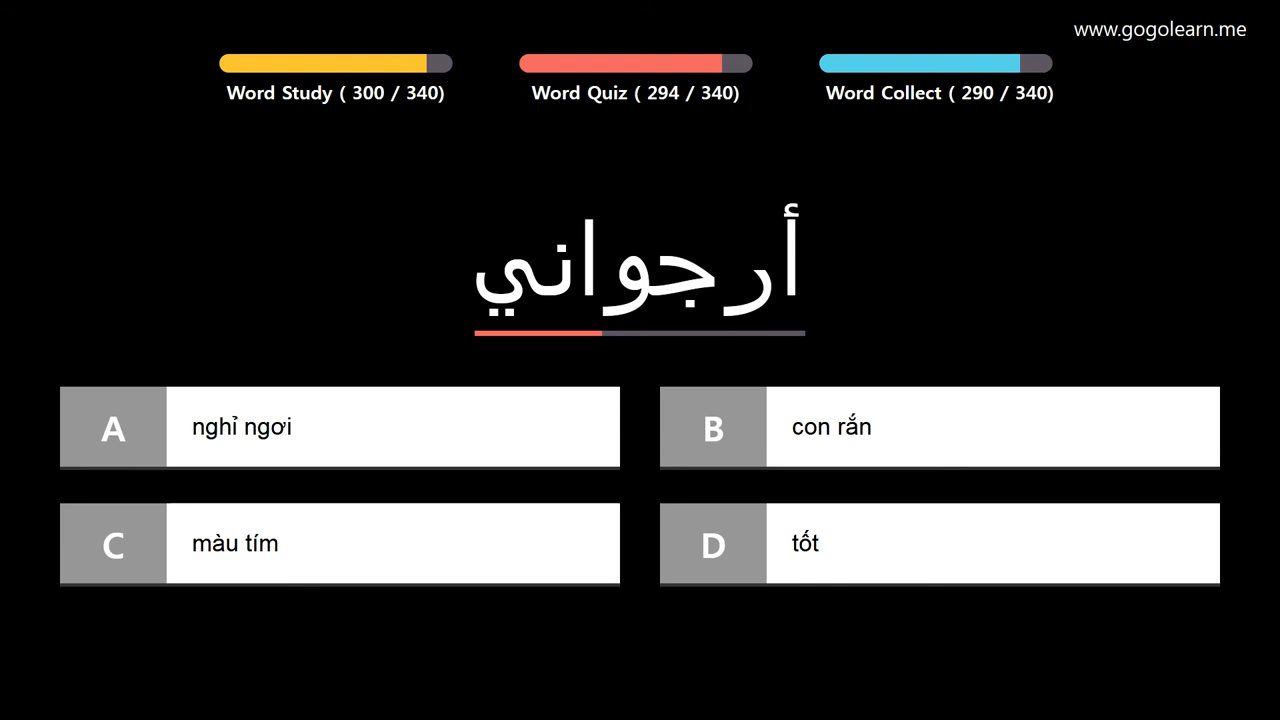 www.gogolearn.me
Word Study ( 300 / 340)
Word Quiz ( 294 / 340)
Word Collect ( 290 / 340)
أرجواني
A nghỉ ngơi
B con rắn
C màu tím
D tốt